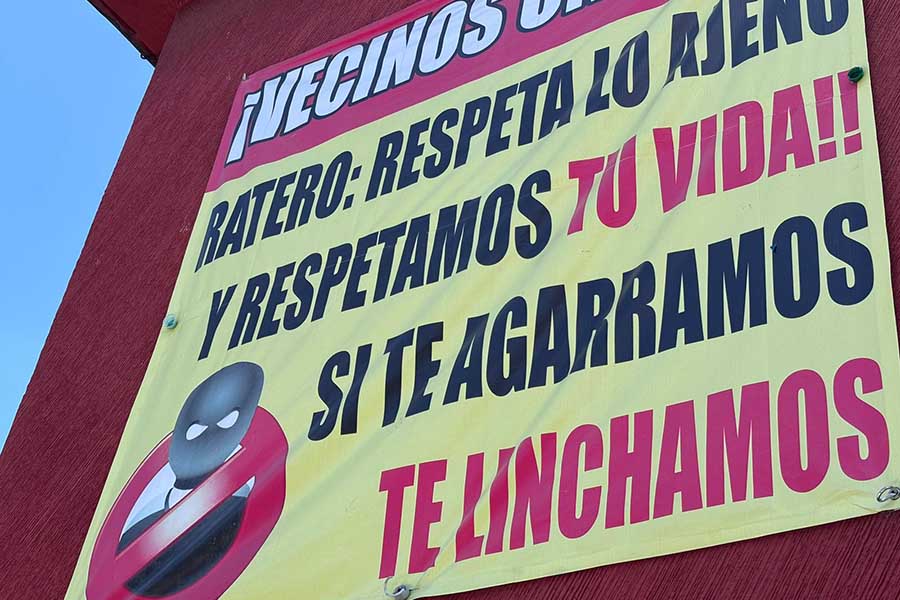 ¡VECINOS
RATERO: RESPETA LO AJENO
Y RESPETAMOS TU VIDA!!
SI TE AGARRAMOS
TE LINCHAMOS